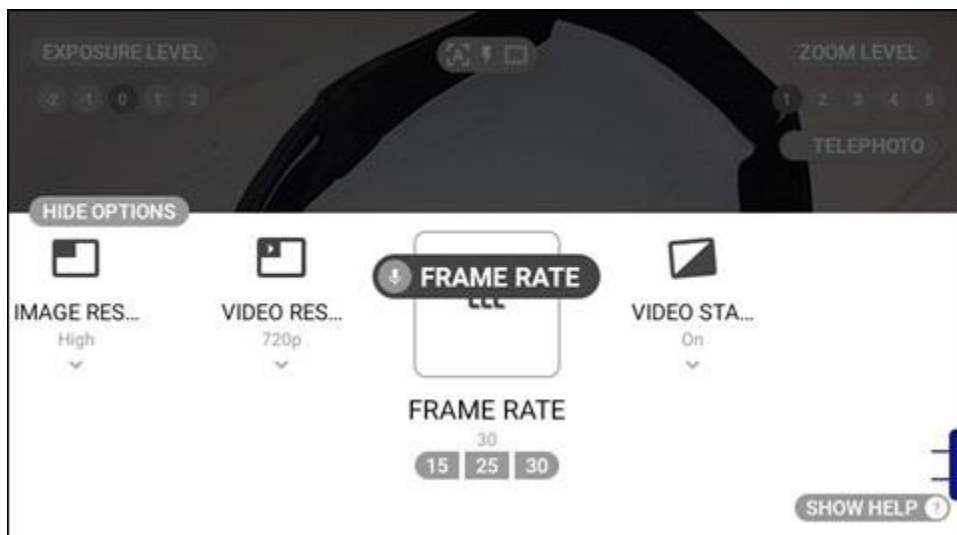 EXPOSURE LEVEL
-2 -1 0 1 2
[A]
ZOOM LEVEL
1 2 3 4 5
TELEPHOTO
HIDE OPTIONS
IMAGE RES...
High
VIDEO RES...
720p
FRAME RATE
FRAME RATE
30
15 25 30
VIDEO STA...
On
SHOW HELP ?